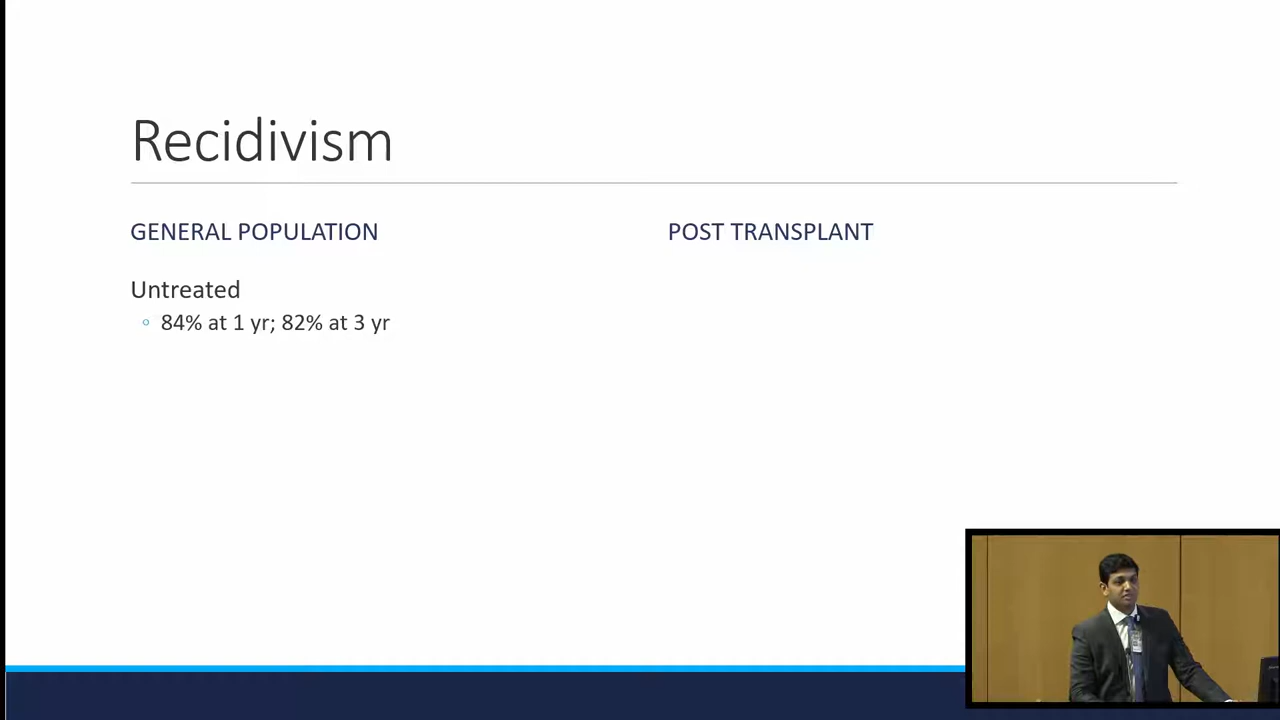 Recidivism
GENERAL POPULATION
POST TRANSPLANT
Untreated
84% at 1 yr; 82% at 3 yr